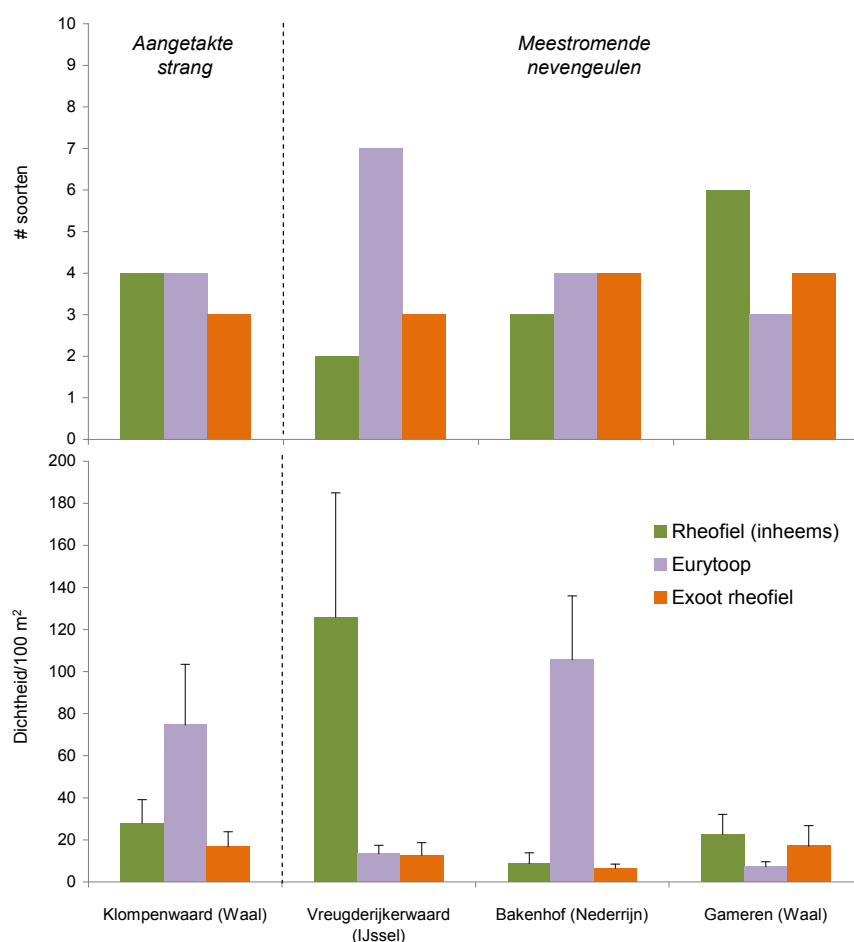 Aangetakte
strang
Meestromende
nevengeulen
# soorten
10
9
8
7
6
5
4
3
2
1
0
Dichtheid/100 m²
200
180
160
140
120
100
80
60
40
20
0
Rheofiel (inheems)
Eurytoop
Exoot rheofiel
Klompenwaard (Waal)
Vreugderijkerwaard
(IJssel)
Bakenhof (Nederrijn)
Gameren (Waal)